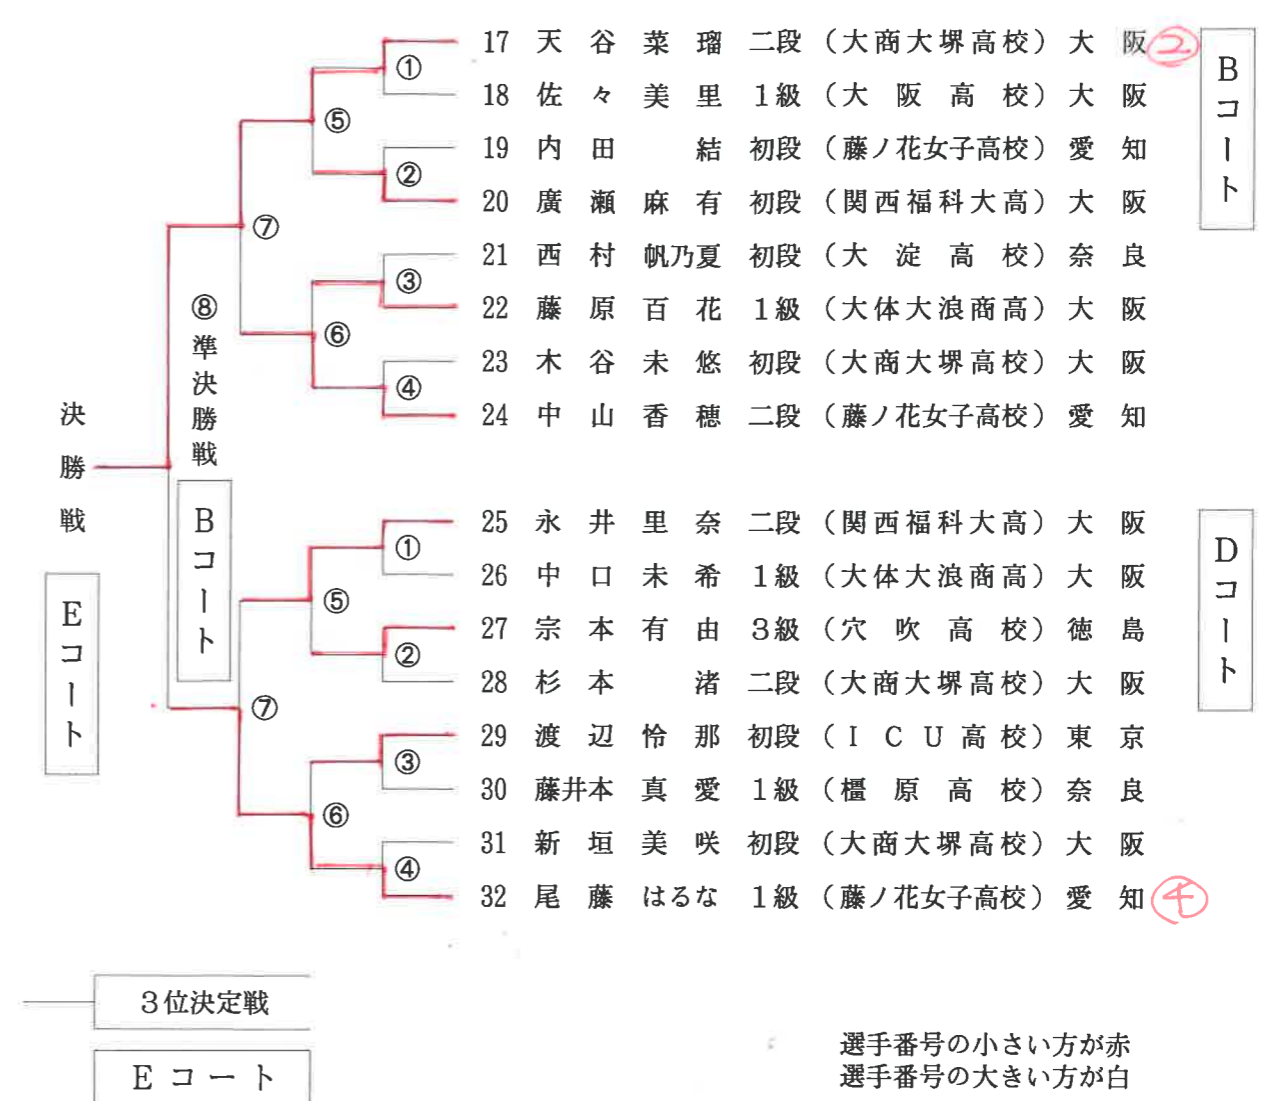 17 天谷菜瑠 二段 (大商大堺高校) 大阪 ②
18 佐々美里 1級 (大阪高校) 大阪
19 内田結 初段 (藤ノ花女子高校) 愛知
20 廣瀬麻有 初段 (関西福科大高) 大阪
21 西村帆乃夏 初段 (大淀高校) 奈良
22 藤原百花 1級 (大体大浪商高) 大阪
23 木谷未悠 初段 (大商大堺高校) 大阪
24 中山香穂 二段 (藤ノ花女子高校) 愛知
Bコート
①
⑤
②
⑦
③
⑥
④
⑧準決勝戦
Bコート
決勝戦
Eコート
25 永井里奈 二段 (関西福科大高) 大阪
26 中口未希 1級 (大体大浪商高) 大阪
27 宗本有由 3級 (穴吹高校) 徳島
28 杉本渚 二段 (大商大堺高校) 大阪
29 渡辺怜那 初段 (ICU高校) 東京
30 藤井本真愛 1級 (橿原高校) 奈良
31 新垣美咲 初段 (大商大堺高校) 大阪
32 尾藤はるな 1級 (藤ノ花女子高校) 愛知 ④
Dコート
①
⑤
②
⑦
③
⑥
④
3位決定戦
Eコート
選手番号の小さい方が赤
選手番号の大きい方が白